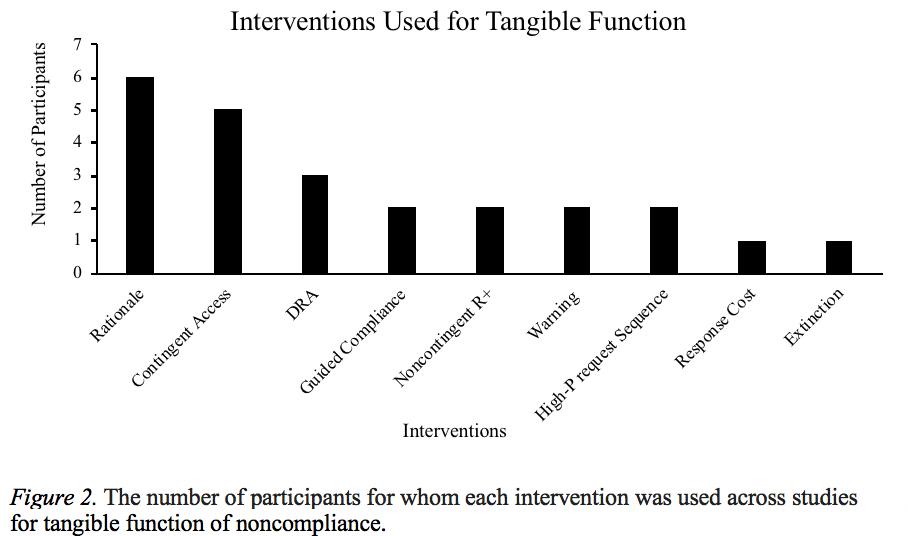 Interventions Used for Tangible Function
Number of Participants
7
6
5
4
3
2
1
0
Rationale
Contingent Access
DRA
Guided Compliance
Noncontingent R+
Warning
High-P request Sequence
Response Cost
Extinction
Interventions
Figure 2. The number of participants for whom each intervention was used across studies
for tangible function of noncompliance.